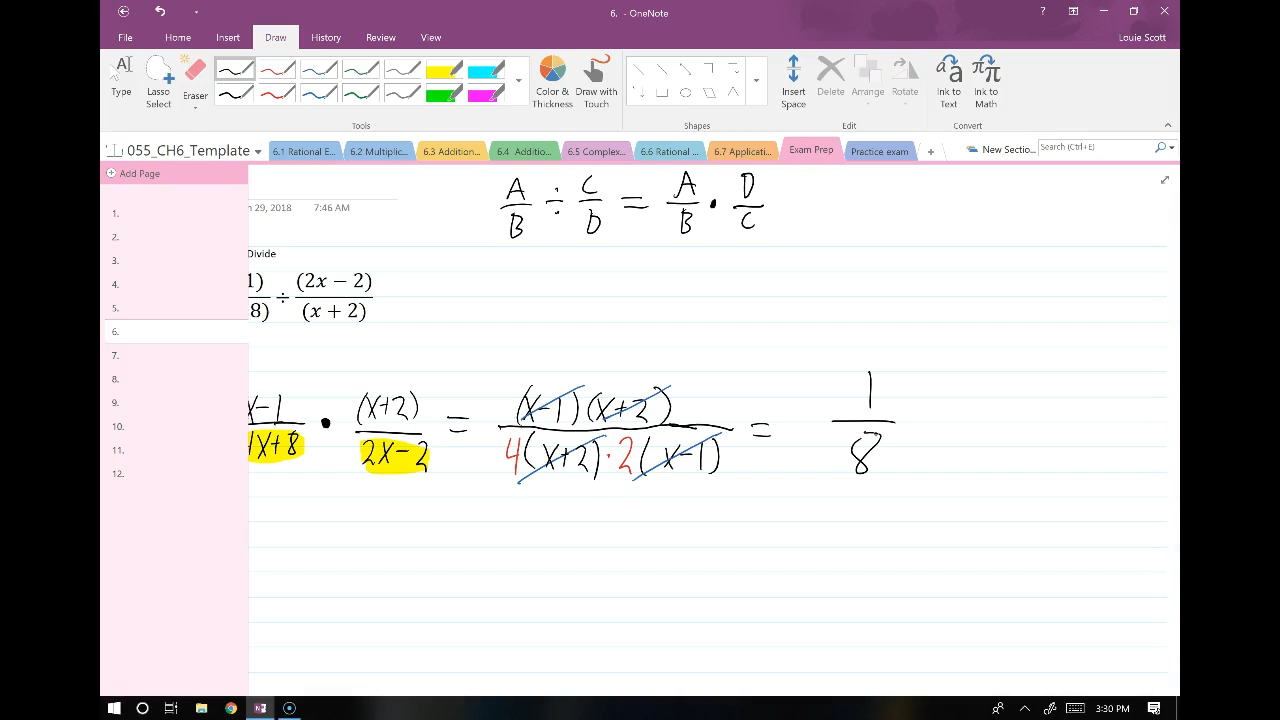 6. - OneNote
?
File Home Insert Draw History Review View
Louie Scott
Type
Lasso Select
Eraser
Color & Thickness
Draw with Touch
Insert Space
Delete
Arrange
Rotate
Ink to Text
Ink to Math
Tools
Shapes
Edit
Convert
055_CH6_Template
6.1 Rational E...
6.2 Multiplic...
6.3 Addition...
6.4 Additio...
6.5 Complex...
6.6 Rational ...
6.7 Applicati...
Exam Prep
Practice exam
+
New Sectio...
Search (Ctrl+E)
Add Page
1.
2.
3.
4.
5.
6.
7.
8.
9.
10.
11.
12.
n 29, 2018 7:46 AM
A/B ÷ C/D = A/B • D/C
Divide
1) (2x − 2)
÷
8) (x + 2)
x-1 (x+2) (x-1)(x+2) 1
• = =
4x+8 2x-2 4(x+2)·2(x-1) 8
3:30 PM